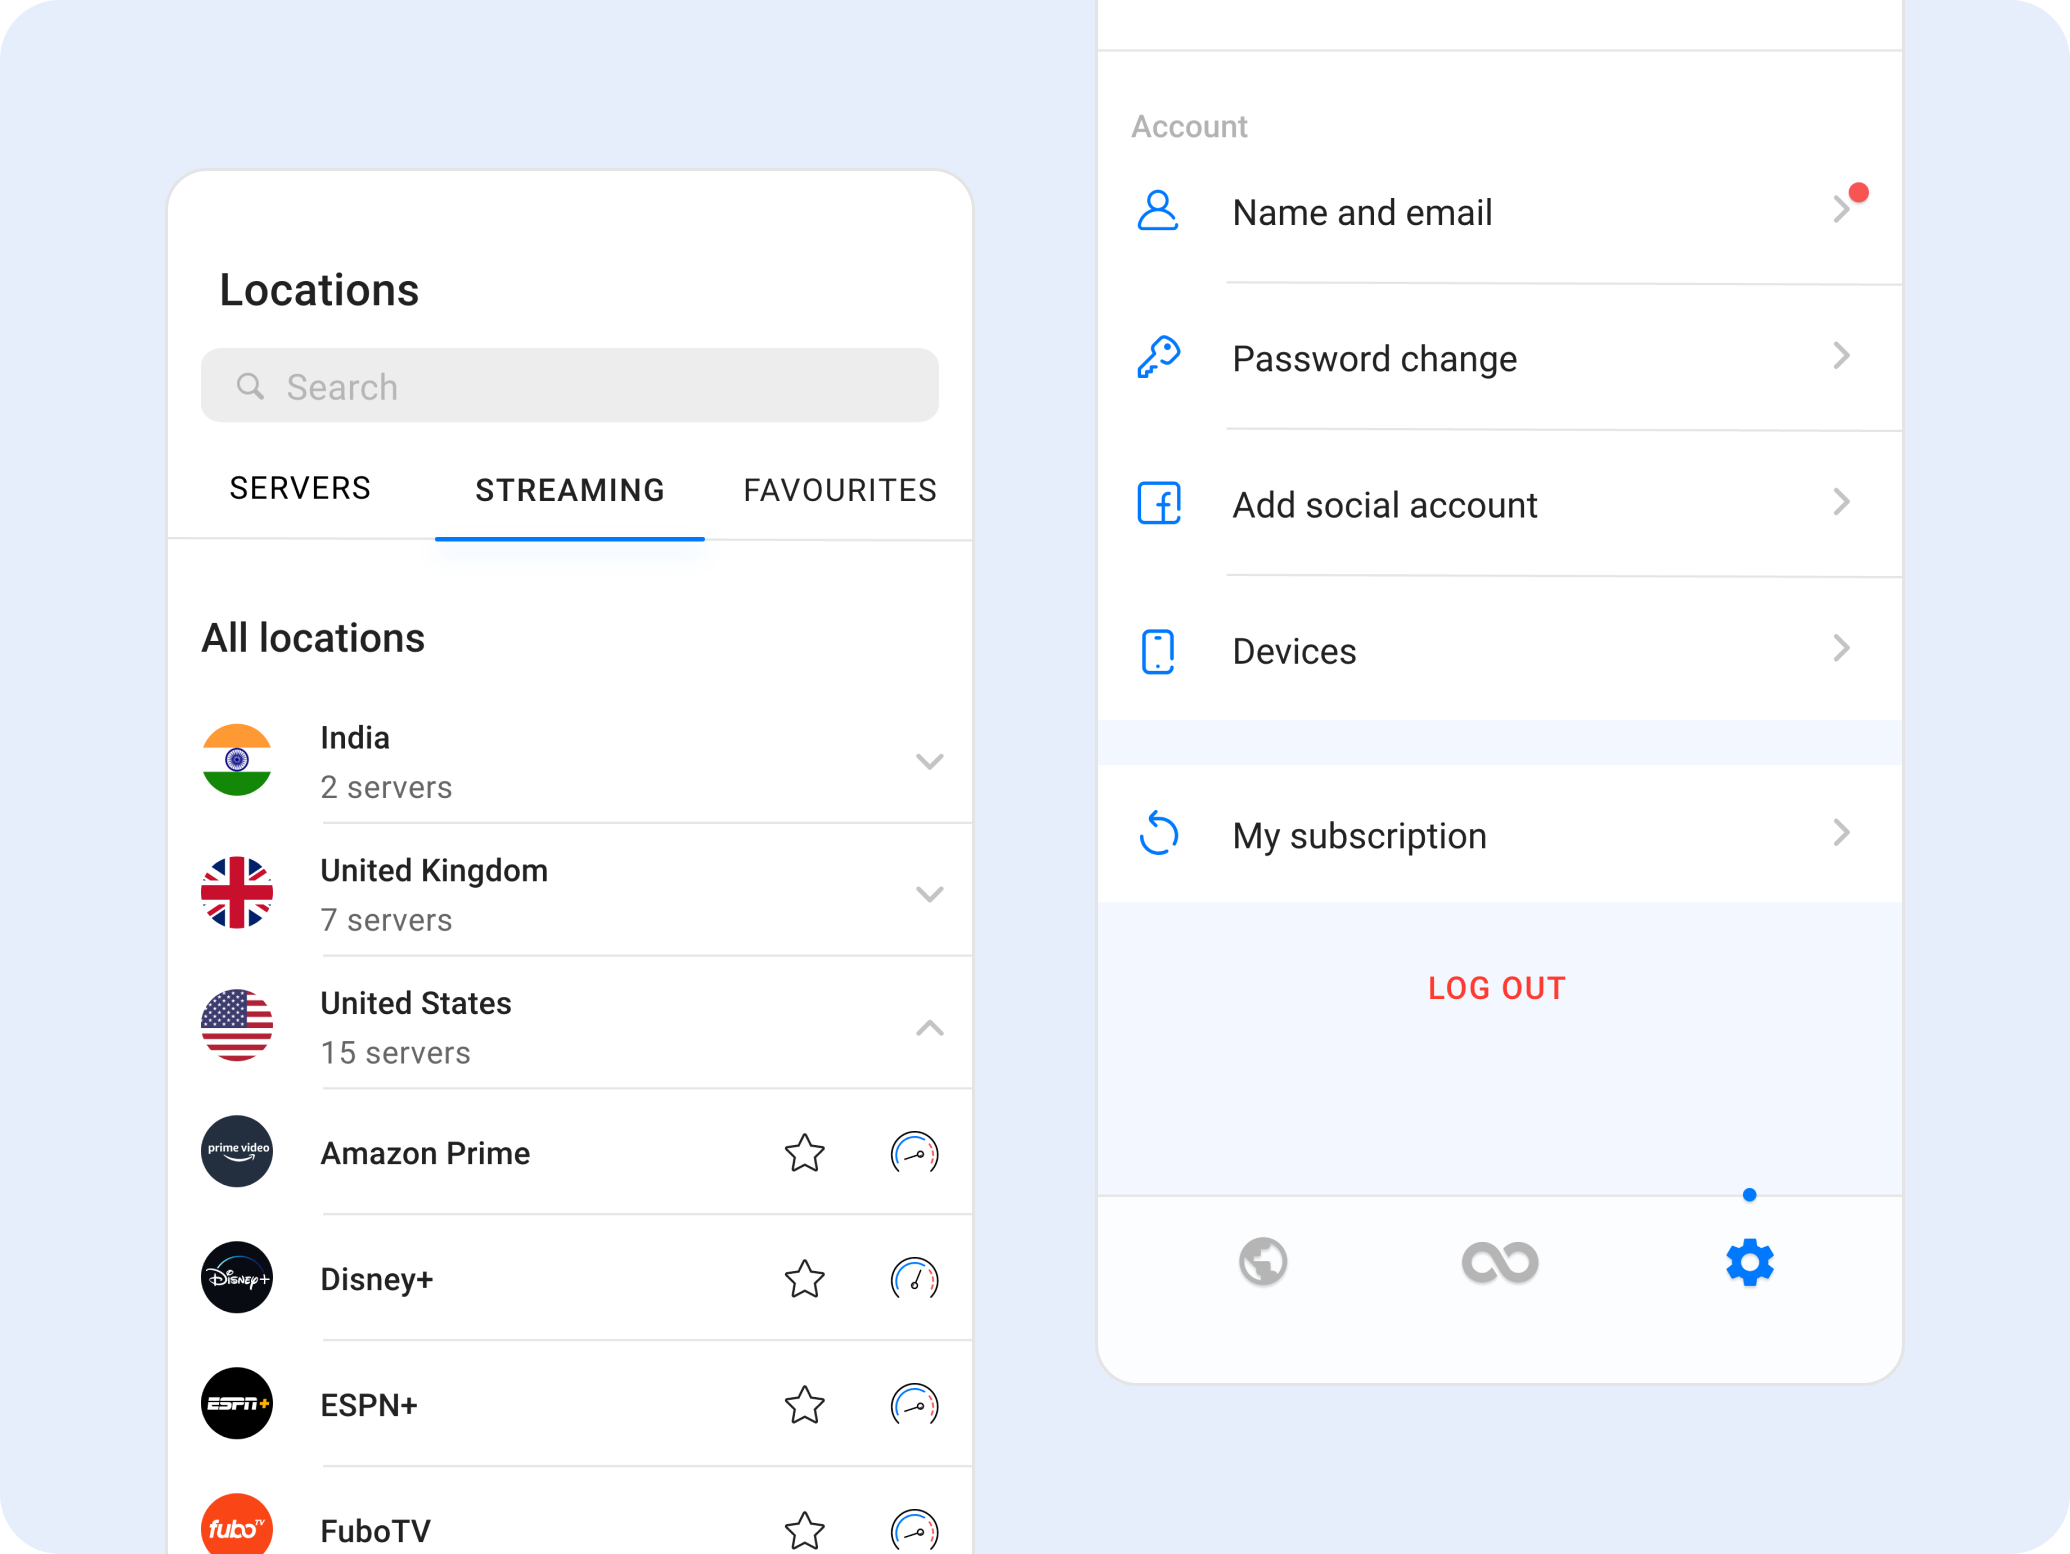 Locations
Search
SERVERS
STREAMING
FAVOURITES
All locations
India
2 servers
United Kingdom
7 servers
United States
15 servers
prime video
Amazon Prime
Disney+
Disney+
ESPN+
ESPN+
fubo TV
FuboTV
Account
Name and email
Password change
Add social account
Devices
My subscription
LOG OUT